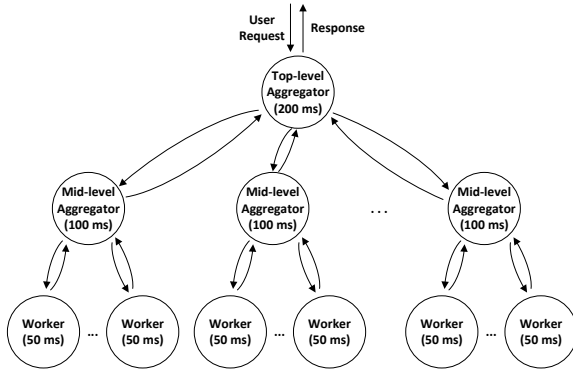 User
Request
Response
Top-level
Aggregator
(200 ms)
Mid-level
Aggregator
(100 ms)
Mid-level
Aggregator
(100 ms)
...
Mid-level
Aggregator
(100 ms)
Worker
(50 ms)
...
Worker
(50 ms)
Worker
(50 ms)
...
Worker
(50 ms)
Worker
(50 ms)
...
Worker
(50 ms)